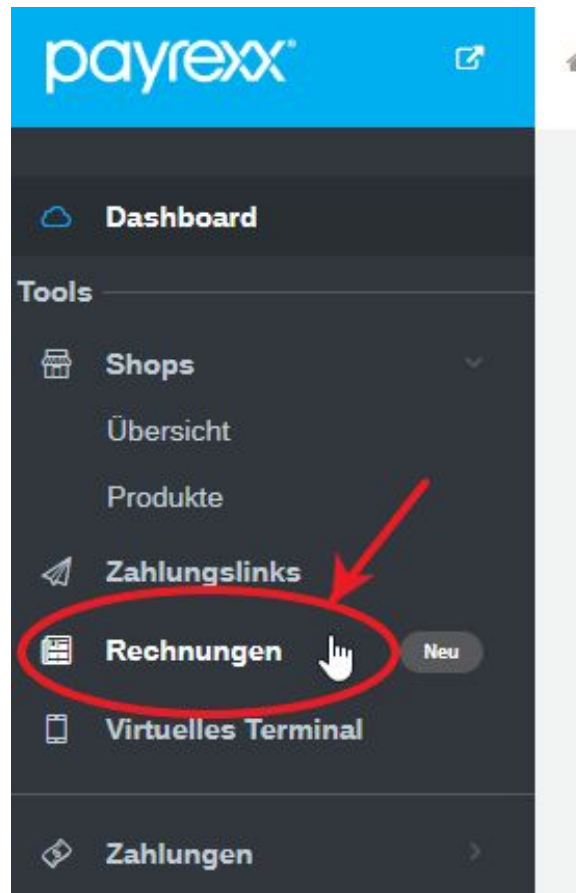 payrexx
Dashboard
Tools
Shops
Übersicht
Produkte
Zahlungslinks
Rechnungen Neu
Virtuelles Terminal
Zahlungen